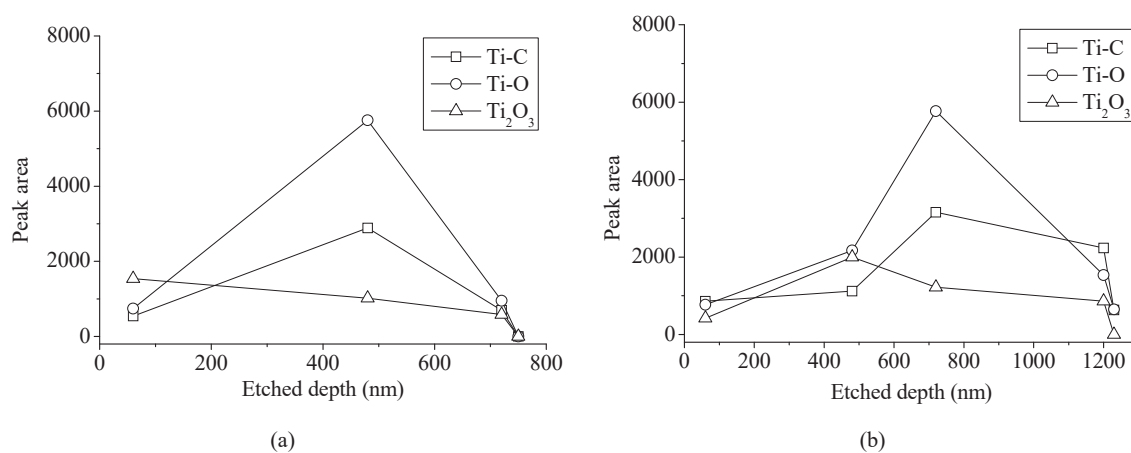 8000
6000
4000
2000
0
Peak area
0 200 400 600 800
Etched depth (nm)
Ti-C
Ti-O
Ti₂O₃
(a)
8000
6000
4000
2000
0
Peak area
0 200 400 600 800 1000 1200
Etched depth (nm)
Ti-C
Ti-O
Ti₂O₃
(b)